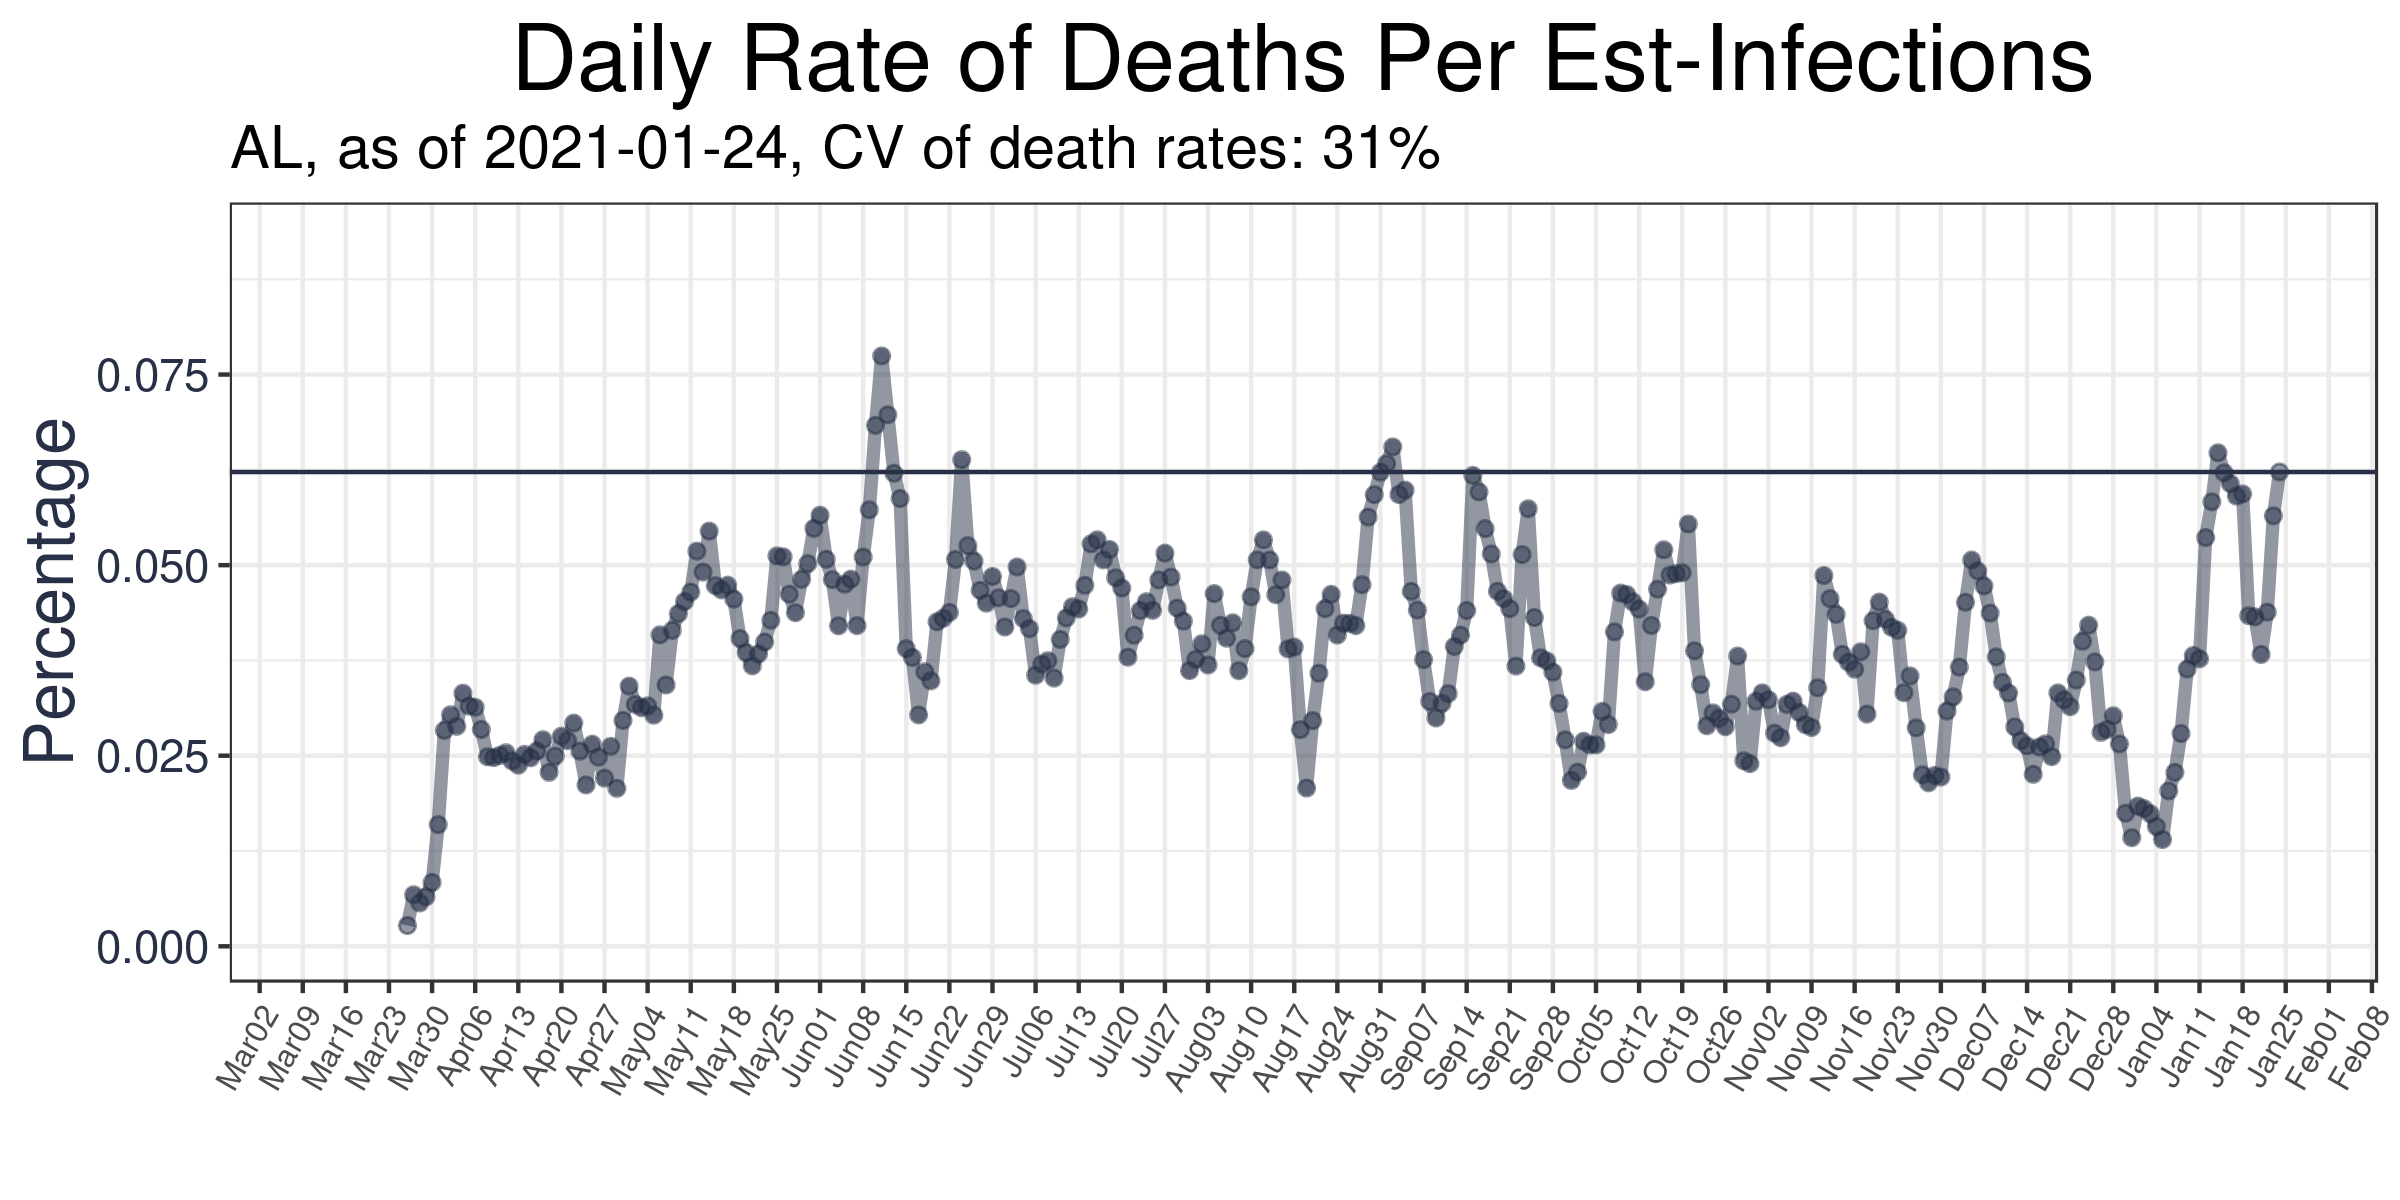 Daily Rate of Deaths Per Est-Infections
AL, as of 2021-01-24, CV of death rates: 31%
Percentage
0.075
0.050
0.025
0.000
Mar02
Mar09
Mar16
Mar23
Mar30
Apr06
Apr13
Apr20
Apr27
May04
May11
May18
May25
Jun01
Jun08
Jun15
Jun22
Jun29
Jul06
Jul13
Jul20
Jul27
Aug03
Aug10
Aug17
Aug24
Aug31
Sep07
Sep14
Sep21
Sep28
Oct05
Oct12
Oct19
Oct26
Nov02
Nov09
Nov16
Nov23
Nov30
Dec07
Dec14
Dec21
Dec28
Jan04
Jan11
Jan18
Jan25
Feb01
Feb08